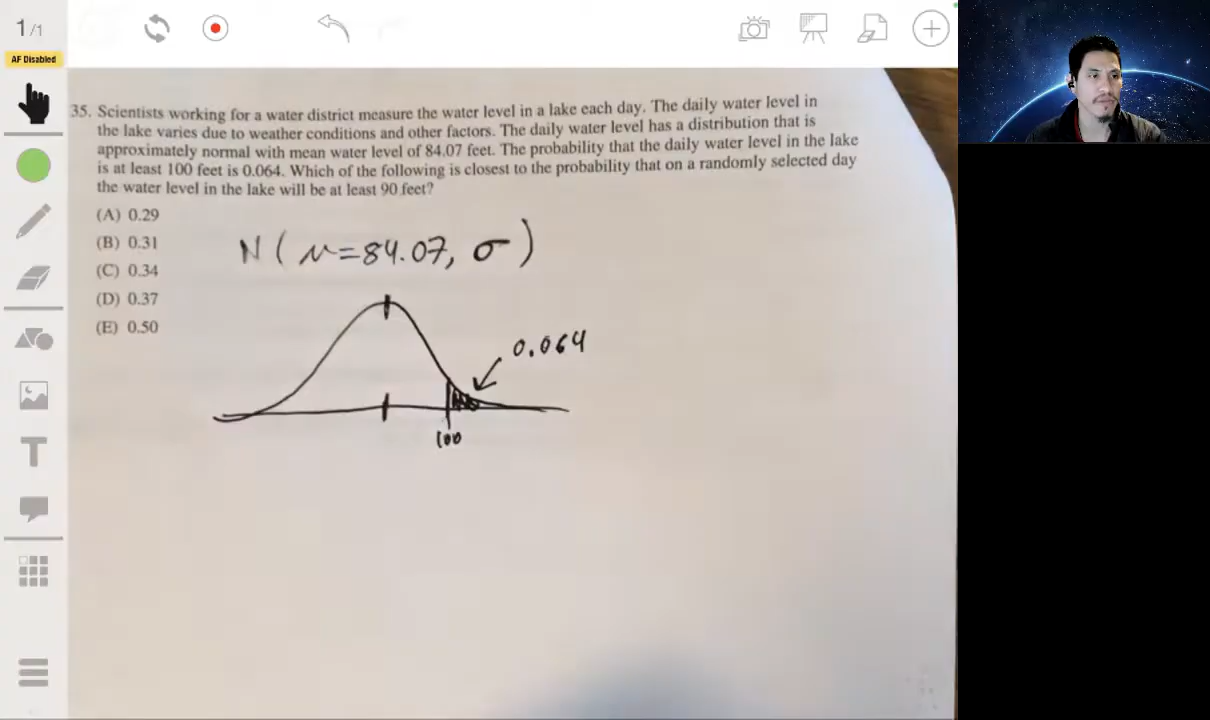 1/1
AF Disabled
35. Scientists working for a water district measure the water level in a lake each day. The daily water level in
the lake varies due to weather conditions and other factors. The daily water level has a distribution that is
approximately normal with mean water level of 84.07 feet. The probability that the daily water level in the lake
is at least 100 feet is 0.064. Which of the following is closest to the probability that on a randomly selected day
the water level in the lake will be at least 90 feet?
(A) 0.29
(B) 0.31
(C) 0.34
(D) 0.37
(E) 0.50
N ( μ=84.07, σ )
0.064
100
T